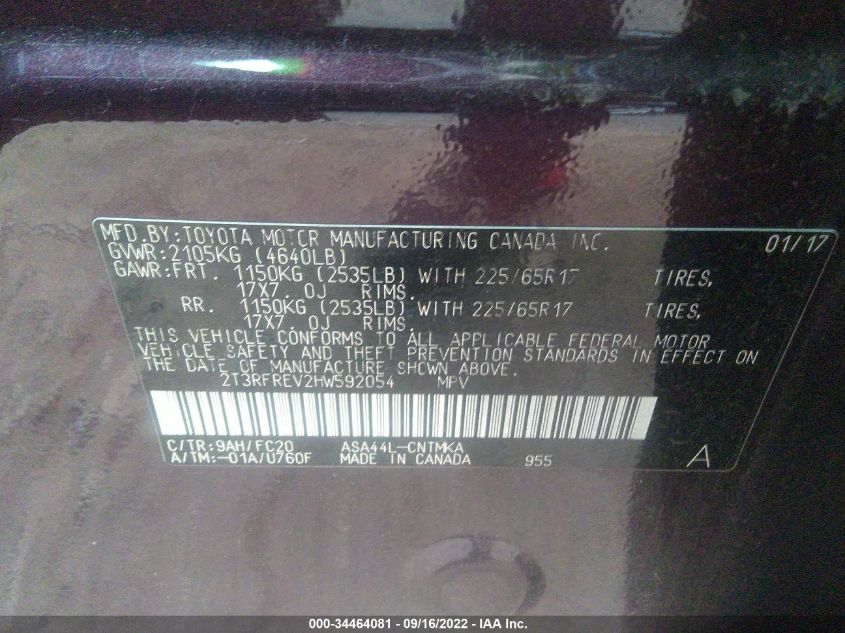 MFD.BY:TOYOTA MOTOR MANUFACTURING CANADA INC. 01/17
GVWR:2105KG (4640LB)
GAWR:FRT. 1150KG (2535LB) WITH 225/65R17 TIRES,
17X7.0J RIMS.
RR. 1150KG (2535LB) WITH 225/65R17 TIRES,
17X7.0J RIMS.
THIS VEHICLE CONFORMS TO ALL APPLICABLE FEDERAL MOTOR
VEHICLE SAFETY AND THEFT PREVENTION STANDARDS IN EFFECT ON
THE DATE OF MANUFACTURE SHOWN ABOVE.
2T3RFREV2HW592054 MPV
C/TR:9AH/FC20 ASA44L-CNTMKA
A/TM:-01A/U760F MADE IN CANADA 955 A
000-34464081 - 09/16/2022 - IAA Inc.